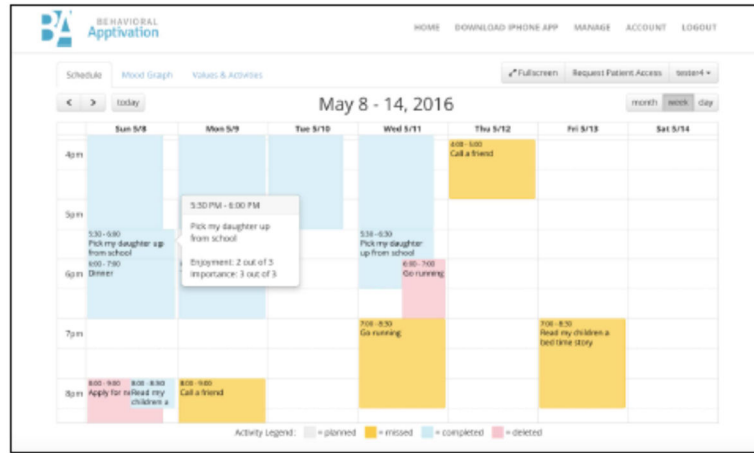 BEHAVIORAL
Apptivation
HOME DOWNLOAD IPHONE APP MANAGE ACCOUNT LOGOUT
Schedule Mood Graph Values & Activities
Fullscreen Request Patient Access tester4
< > today
May 8 - 14, 2016
month week day
Sun 5/8 Mon 5/9 Tue 5/10 Wed 5/11 Thu 5/12 Fri 5/13 Sat 5/14
4pm
4:00 - 5:00
Call a friend
5pm
5:30 PM - 6:00 PM
Pick my daughter up
from school
Enjoyment: 2 out of 3
Importance: 3 out of 3
5:30 - 6:00
Pick my daughter up
from school
5:30 - 6:30
Pick my daughter
up from school
6pm
6:00 - 7:00
Dinner
6:00 - 7:00
Go running
7pm
7:00 - 8:30
Go running
7:00 - 8:30
Read my children a
bed time story
8pm
8:00 - 9:00
Apply for
8:00 - 8:30
Read my
children a
8:00 - 9:00
Call a friend
Activity Legend: = planned = missed = completed = deleted